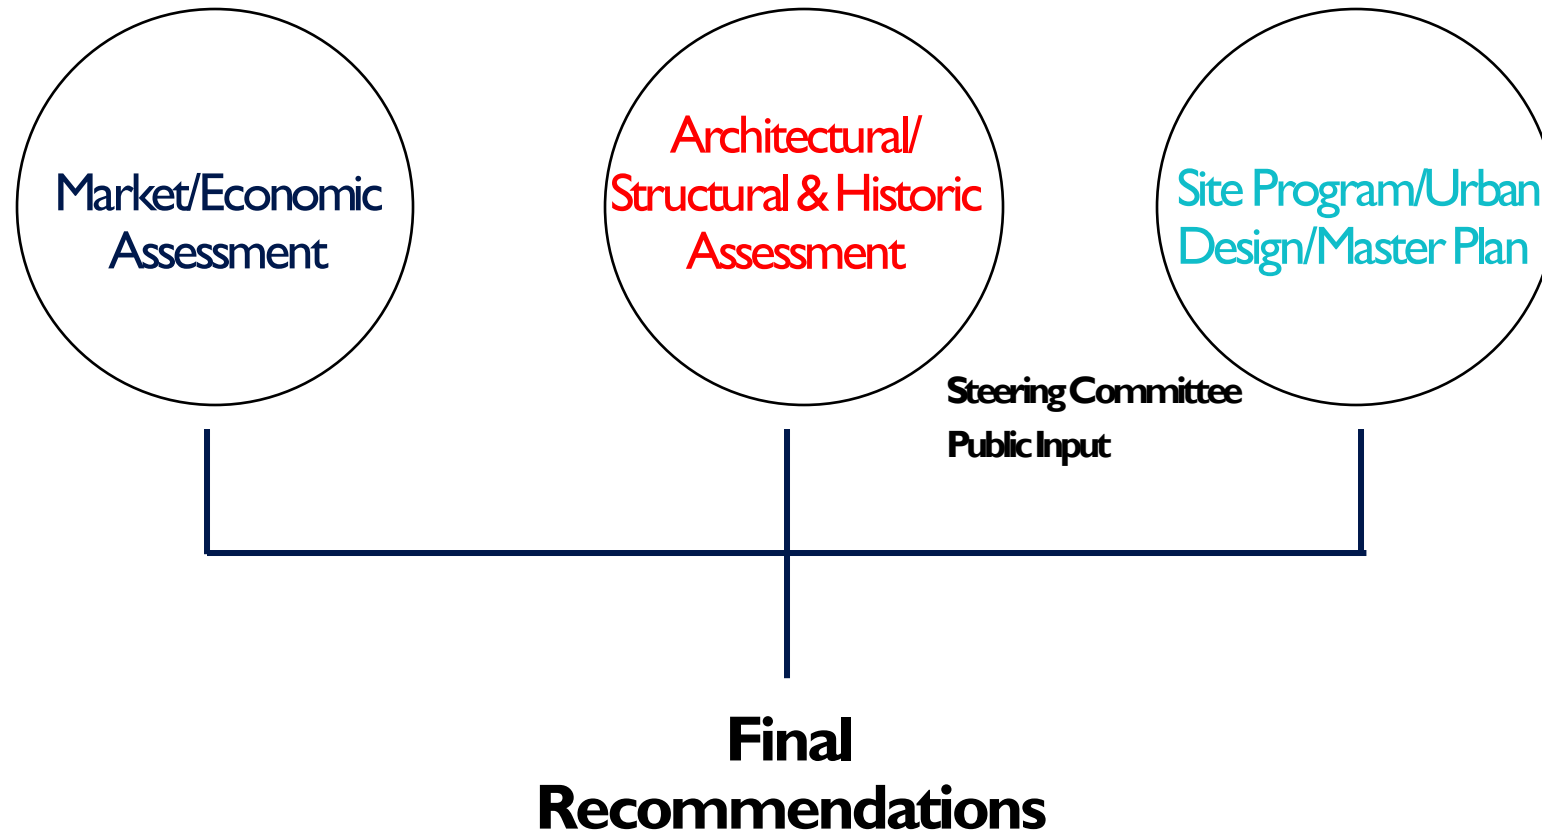 Market/Economic
Assessment
Architectural/
Structural & Historic
Assessment
Site Program/Urban
Design/Master Plan
Steering Committee
Public Input
Final
Recommendations